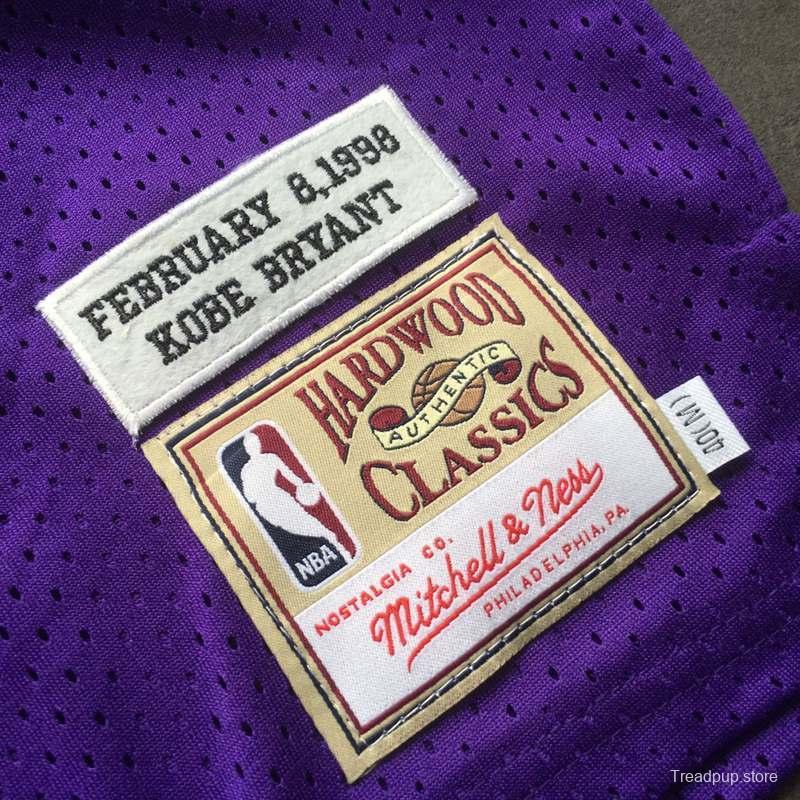 FEBRUARY 8,1998
KOBE BRYANT
HARDWOOD
AUTHENTIC
CLASSICS
NBA
NOSTALGIA CO.
Mitchell & Ness
PHILADELPHIA, PA.
40(M)
Treadpup.store